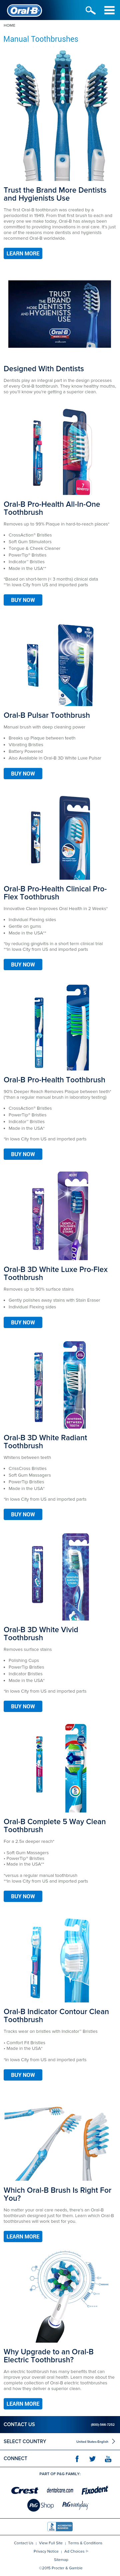 Oral-B
HOME
Manual Toothbrushes
Trust the Brand More Dentists
and Hygienists Use
The first Oral-B toothbrush was created by a
periodontist in 1949. From that first brush to each and
every one we make today, Oral-B has always been
committed to providing innovation and care. It's part
of the reasons more dentists and hygienists
recommend Oral-B worldwide.
LEARN MORE
TRUST
THE BRAND
MORE DENTISTS
AND
HYGIENISTS
USE
Oral-B
Designed With Dentists
Dentists play an integral part in the design processes
of every Oral-B toothbrush. They know healthy mouths,
so you'll know you're getting a superior clean.
Oral-B Pro-Health All-In-One
Toothbrush
Removes up to 99% Plaque in hard-to-reach places¹
• CrossAction® Bristles
• Soft Gum Stimulators
• Tongue & Cheek Cleaner
• PowerTip® Bristles
• Indicator® Bristles
• Made in the USA**
¹Based on short-term (< 3 months) clinical data
**In Iowa City from US and imported parts
BUY NOW
Oral-B Pulsar Toothbrush
Manual brush with deep cleaning power
• Breaks up Plaque between teeth
• Vibrating Bristles
• Battery Powered
• Also Available in Oral-B 3D White Luxe Pulsar
BUY NOW
Oral-B Pro-Health Clinical Pro-
Flex Toothbrush
Innovative Clean Improves Oral Health in 2 Weeks*
• Individual Flexing sides
• Gentle on gums
• Made in the USA**
*by reducing gingivitis in a short-term clinical trial
**In Iowa City from US and imported parts
BUY NOW
Oral-B Pro-Health Toothbrush
90% Deeper Reach-Removes Plaque between teeth*
(*than a regular manual brush in laboratory testing)
• CrossAction® Bristles
• PowerTip® Bristles
• Indicator® Bristles
• Made in the USA*
*In Iowa City from US and imported parts
BUY NOW
Oral-B 3D White Luxe Pro-Flex
Toothbrush
Removes up to 90% surface stains
• Gently polishes away stains with Stain Eraser
• Individual Flexing sides
BUY NOW
Oral-B 3D White Radiant
Toothbrush
Whitens between teeth
• CrissCross Bristles
• Soft Gum Massagers
• PowerTip Bristles
• Made in the USA*
*In Iowa City from US and imported parts
BUY NOW
Oral-B 3D White Vivid
Toothbrush
Removes surface stains
• Polishing Cups
• PowerTip Bristles
• Indicator Bristles
• Made in the USA*
*In Iowa City from US and imported parts
BUY NOW
Oral-B Complete 5 Way Clean
Toothbrush
For a 2.5x deeper reach*
• Soft Gum Massagers
• PowerTip® Bristles
• Made in the USA**
*versus a regular manual toothbrush
**In Iowa City from US and imported parts
BUY NOW
Oral-B Indicator Contour Clean
Toothbrush
Tracks wear on bristles with Indicator® Bristles
• Comfort Fit Bristles
• Made in the USA*
*In Iowa City from US and imported parts
BUY NOW
Which Oral-B Brush Is Right For
You?
No matter your oral care needs, there's an Oral-B
toothbrush designed just for them. Learn which Oral-B
toothbrushes will work best for you.
LEARN MORE
Why Upgrade to an Oral-B
Electric Toothbrush?
An electric toothbrush has many benefits that can
improve your overall oral health. Learn more about the
electric toothbrush of Oral-B's collection of electric
brushes today.
LEARN MORE
CONTACT US
(800)-566-7252
SELECT COUNTRY
United States-English
CONNECT
PART OF P&G FAMILY:
Crest
dentalcare.com
Fixodent
P&G Shop
P&G everyday
Contact Us | View Full Site | Terms & Conditions
Privacy Notice | Ad Choices
Sitemap
©2015 Procter & Gamble